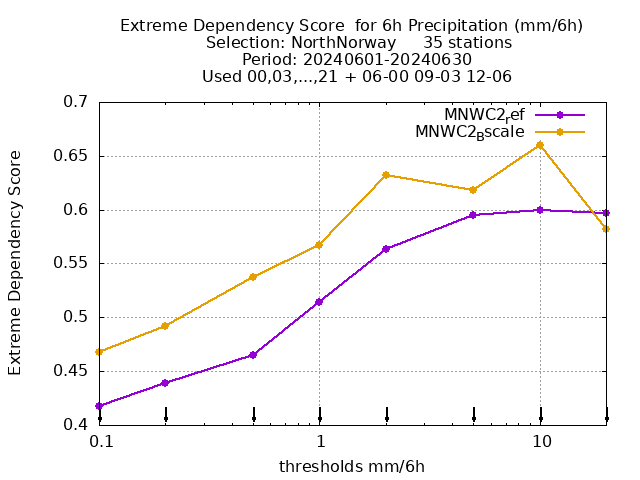 Extreme Dependency Score  for 6h Precipitation (mm/6h)
Selection: NorthNorway     35 stations
Period: 20240601-20240630
Used 00,03,...,21 + 06-00 09-03 12-06
MNWC2ref
MNWC2Bscale
Extreme Dependency Score
0.7
0.65
0.6
0.55
0.5
0.45
0.4
0.1 1 10
thresholds mm/6h